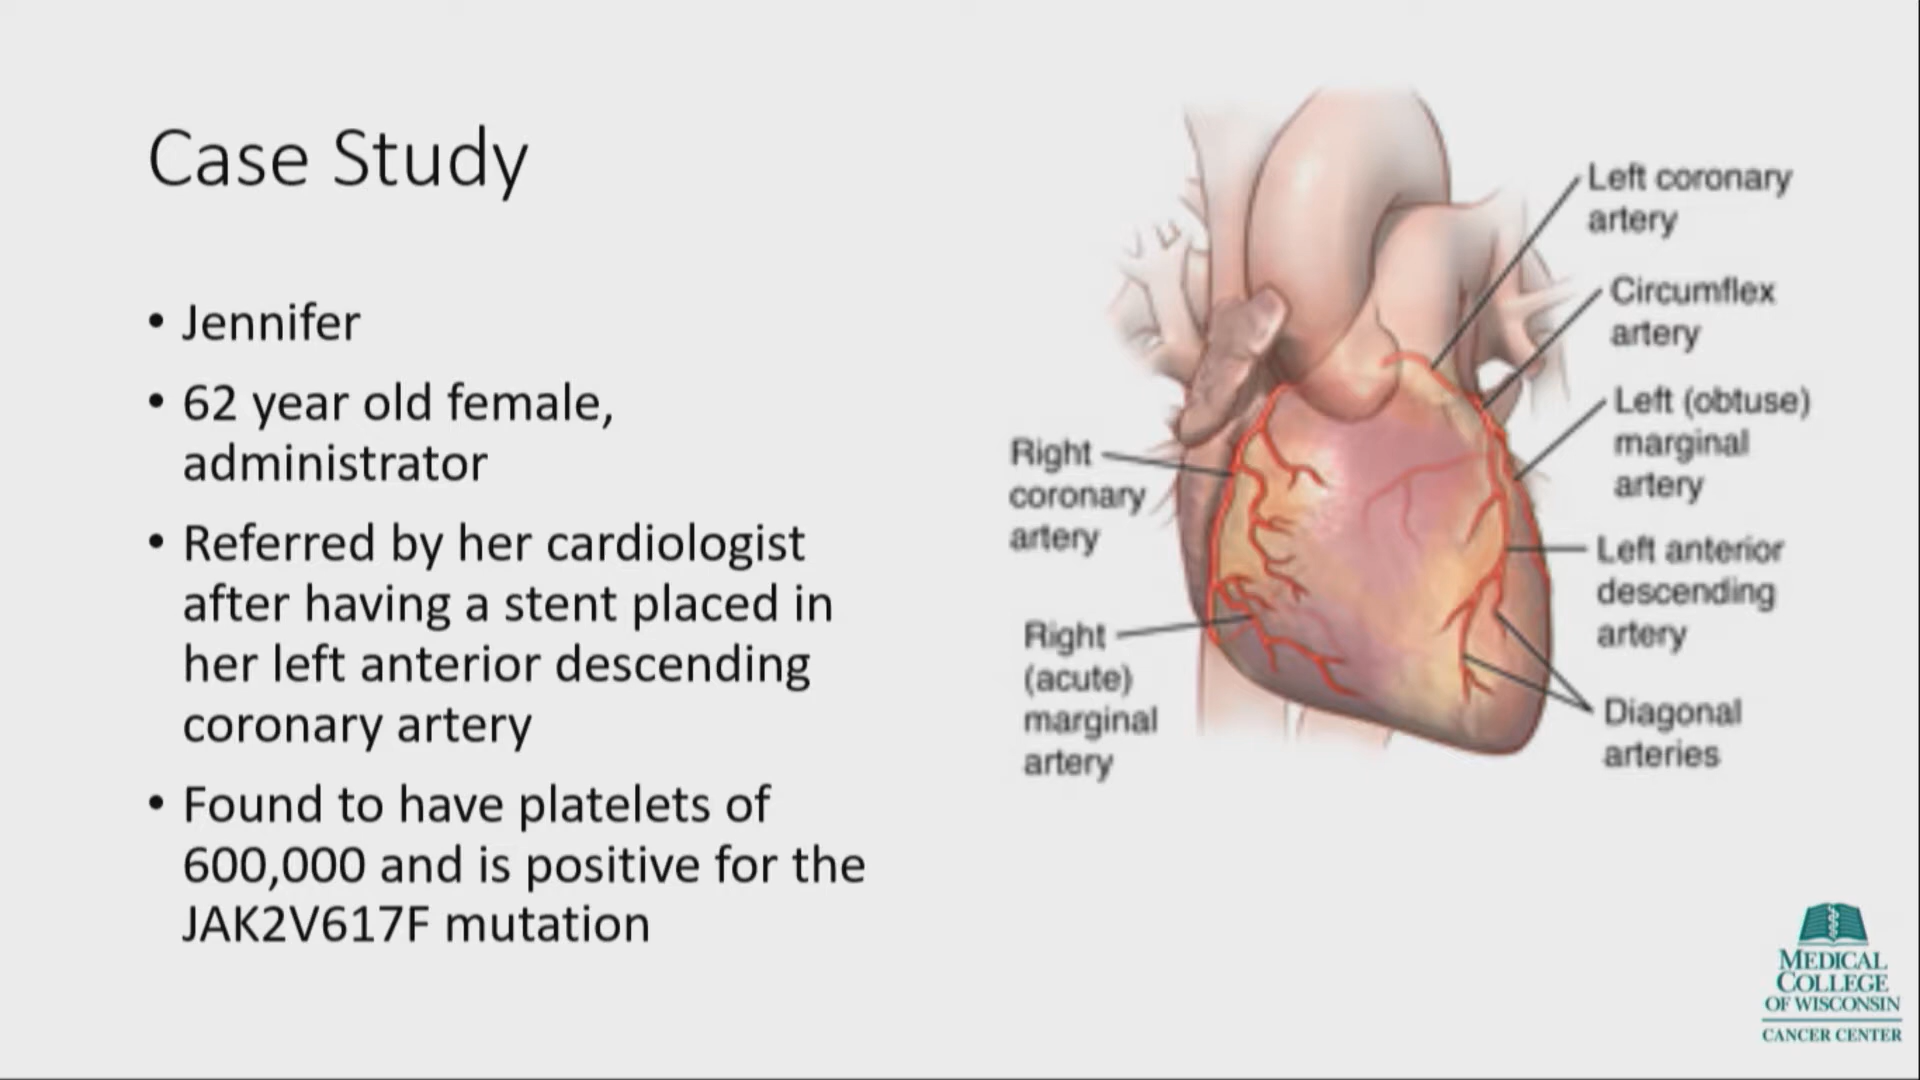 Case Study
• Jennifer
• 62 year old female,
administrator
• Referred by her cardiologist
after having a stent placed in
her left anterior descending
coronary artery
• Found to have platelets of
600,000 and is positive for the
JAK2V617F mutation
Left coronary
artery
Circumflex
artery
Left (obtuse)
marginal
artery
Left anterior
descending
artery
Diagonal
arteries
Right
coronary
artery
Right
(acute)
marginal
artery
MEDICAL
COLLEGE
OF WISCONSIN
CANCER CENTER